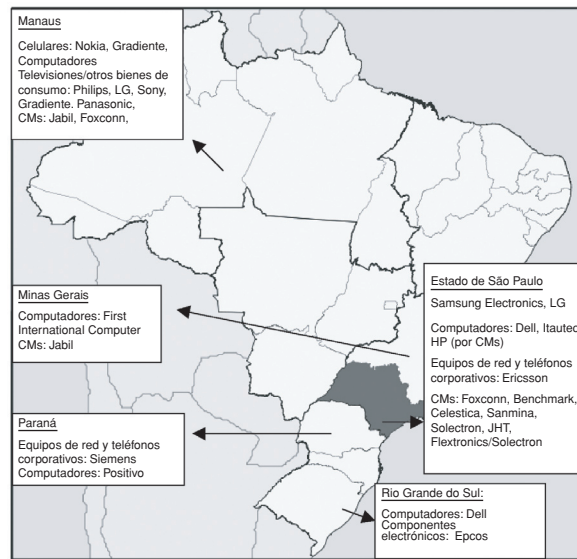 Manaus
Celulares: Nokia, Gradiente,
Computadores
Televisiones/otros bienes de
consumo: Philips, LG, Sony,
Gradiente. Panasonic,
CMs: Jabil, Foxconn,
Minas Gerais
Computadores: First
International Computer
CMs: Jabil
Paraná
Equipos de red y teléfonos
corporativos: Siemens
Computadores: Positivo
Estado de São Paulo
Samsung Electronics, LG
Computadores: Dell, Itautec
HP (por CMs)
Equipos de red y teléfonos
corporativos: Ericsson
CMs: Foxconn, Benchmark,
Celestica, Sanmina,
Solectron, JHT,
Flextronics/Solectron
Rio Grande do Sul:
Computadores: Dell
Componentes
electrónicos: Epcos